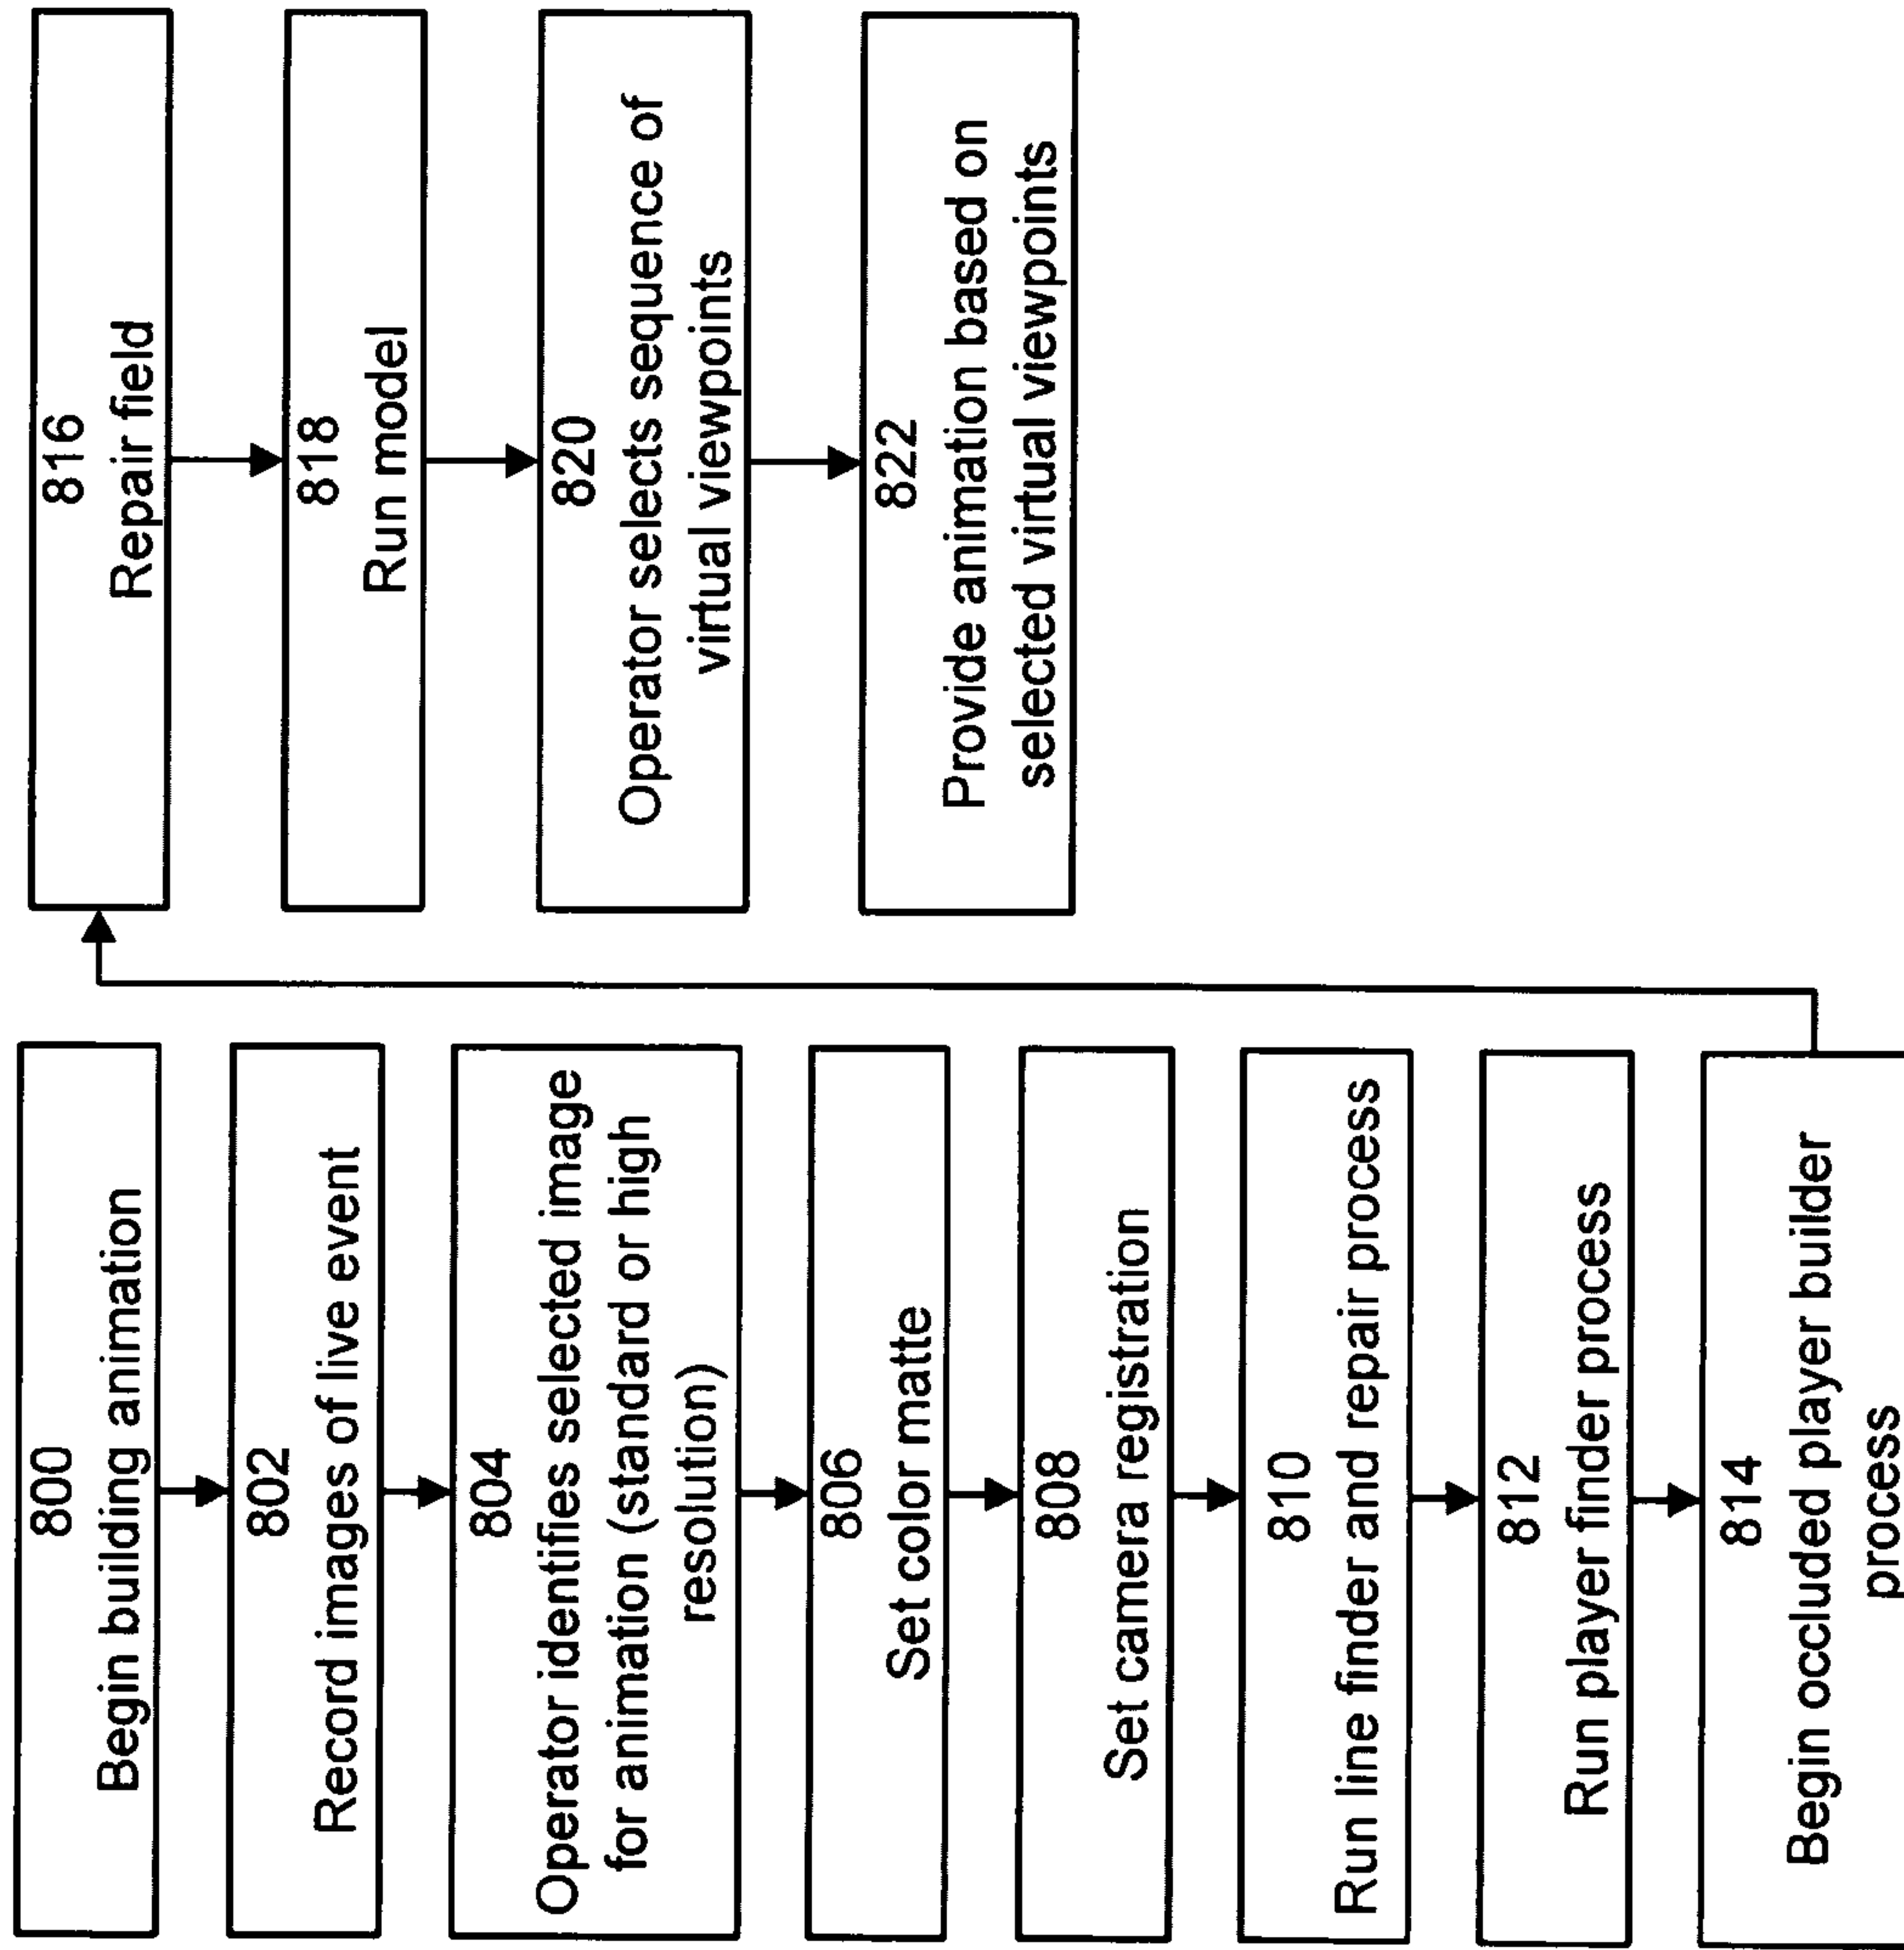 800
Begin building animation
802
Record images of live event
804
Operator identifies selected image
for animation (standard or high
resolution)
806
Set color matte
808
Set camera registration
810
Run line finder and repair process
812
Run player finder process
814
Begin occluded player builder
process
816
Repair field
818
Run model
820
Operator selects sequence of
virtual viewpoints
822
Provide animation based on
selected virtual viewpoints